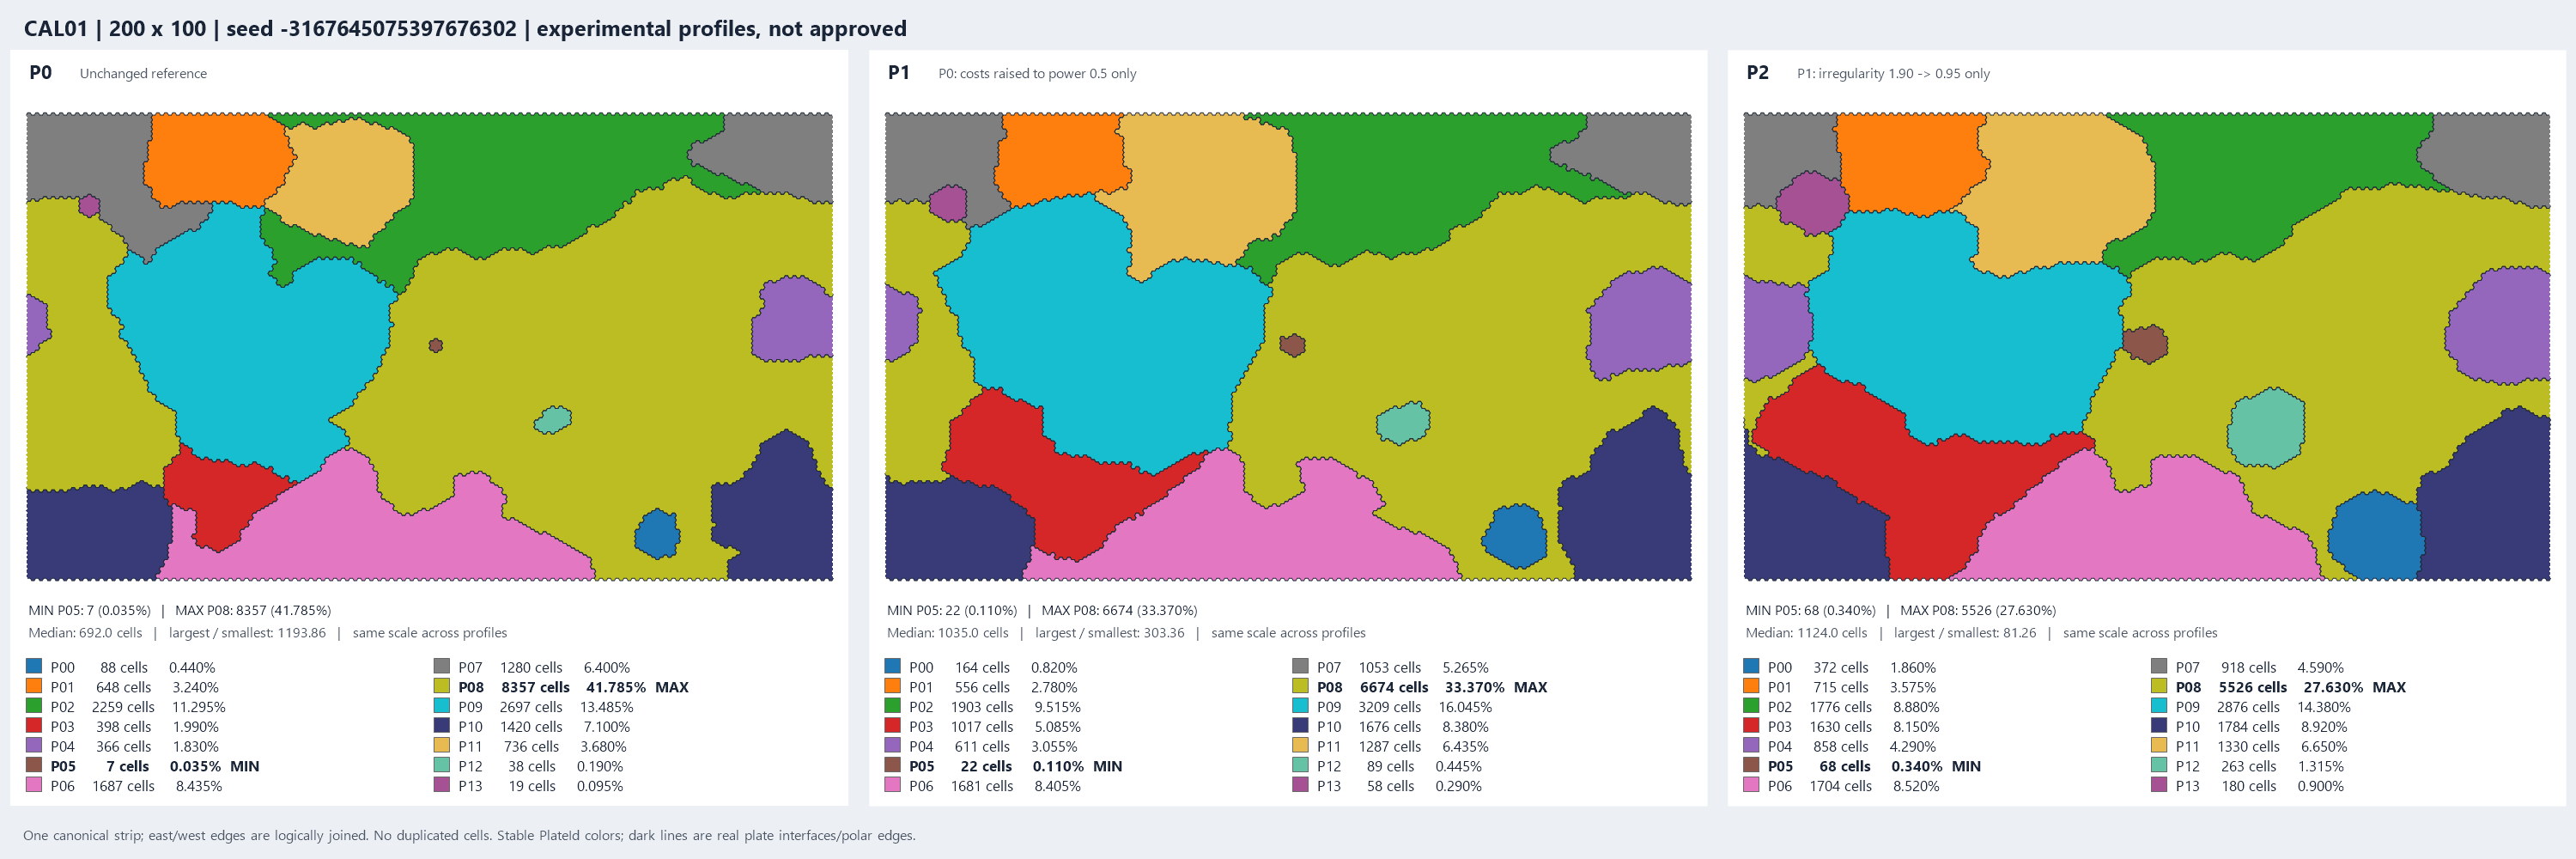 CAL01 | 200 x 100 | seed -3167645075397676302 | experimental profiles, not approved
P0 Unchanged reference
MIN P05: 7 (0.035%) | MAX P08: 8357 (41.785%)
Median: 692.0 cells | largest / smallest: 1193.86 | same scale across profiles
P00 88 cells 0.440%
P01 648 cells 3.240%
P02 2259 cells 11.295%
P03 398 cells 1.990%
P04 366 cells 1.830%
P05 7 cells 0.035% MIN
P06 1687 cells 8.435%
P07 1280 cells 6.400%
P08 8357 cells 41.785% MAX
P09 2697 cells 13.485%
P10 1420 cells 7.100%
P11 736 cells 3.680%
P12 38 cells 0.190%
P13 19 cells 0.095%
P1 P0: costs raised to power 0.5 only
MIN P05: 22 (0.110%) | MAX P08: 6674 (33.370%)
Median: 1035.0 cells | largest / smallest: 303.36 | same scale across profiles
P00 164 cells 0.820%
P01 556 cells 2.780%
P02 1903 cells 9.515%
P03 1017 cells 5.085%
P04 611 cells 3.055%
P05 22 cells 0.110% MIN
P06 1681 cells 8.405%
P07 1053 cells 5.265%
P08 6674 cells 33.370% MAX
P09 3209 cells 16.045%
P10 1676 cells 8.380%
P11 1287 cells 6.435%
P12 89 cells 0.445%
P13 58 cells 0.290%
P2 P1: irregularity 1.90 -> 0.95 only
MIN P05: 68 (0.340%) | MAX P08: 5526 (27.630%)
Median: 1124.0 cells | largest / smallest: 81.26 | same scale across profiles
P00 372 cells 1.860%
P01 715 cells 3.575%
P02 1776 cells 8.880%
P03 1630 cells 8.150%
P04 858 cells 4.290%
P05 68 cells 0.340% MIN
P06 1704 cells 8.520%
P07 918 cells 4.590%
P08 5526 cells 27.630% MAX
P09 2876 cells 14.380%
P10 1784 cells 8.920%
P11 1330 cells 6.650%
P12 263 cells 1.315%
P13 180 cells 0.900%
One canonical strip; east/west edges are logically joined. No duplicated cells. Stable PlateId colors; dark lines are real plate interfaces/polar edges.